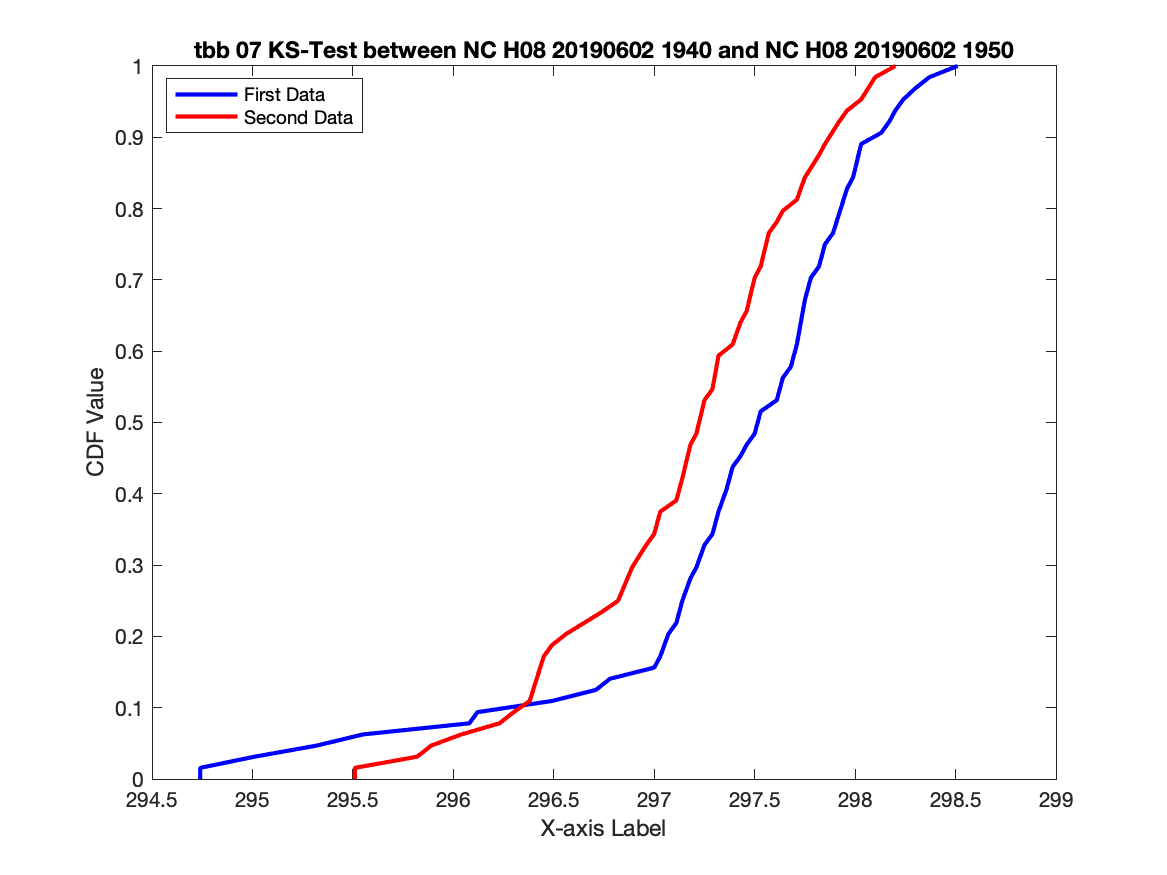 tbb 07 KS-Test between NC H08 20190602 1940 and NC H08 20190602 1950
First Data
Second Data
1
0.9
0.8
0.7
0.6
0.5
0.4
0.3
0.2
0.1
0
CDF Value
294.5 295 295.5 296 296.5 297 297.5 298 298.5 299
X-axis Label